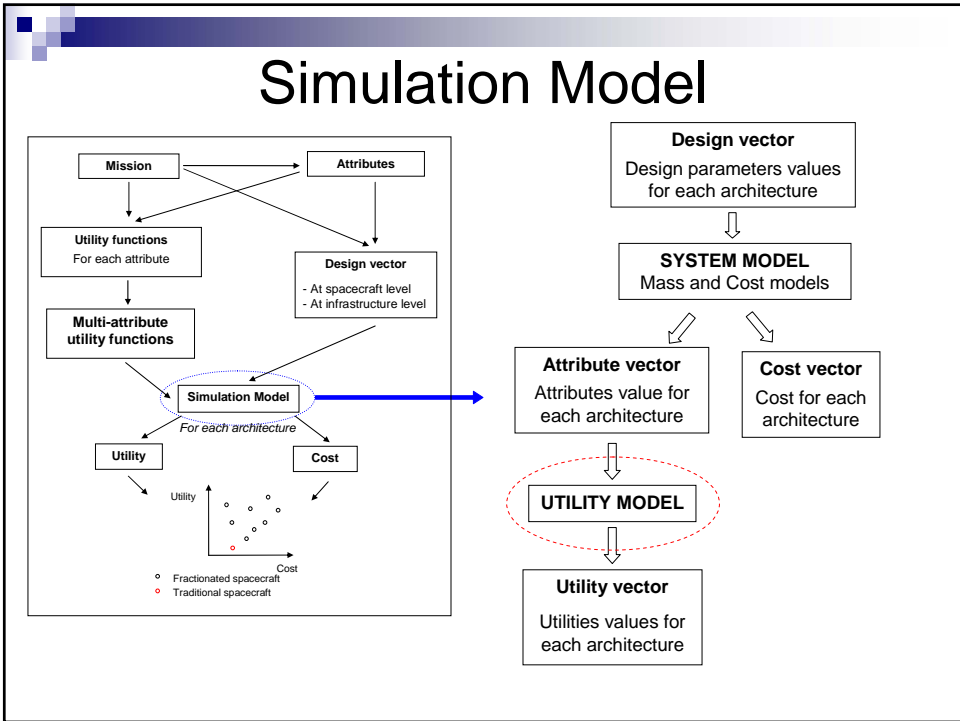 Simulation Model
Mission
Attributes
Utility functions
For each attribute
Design vector
- At spacecraft level
- At infrastructure level
Multi-attribute
utility functions
Simulation Model
For each architecture
Utility
Cost
Utility
Cost
Fractionated spacecraft
Traditional spacecraft
Design vector
Design parameters values
for each architecture
SYSTEM MODEL
Mass and Cost models
Attribute vector
Attributes value for
each architecture
Cost vector
Cost for each
architecture
UTILITY MODEL
Utility vector
Utilities values for
each architecture